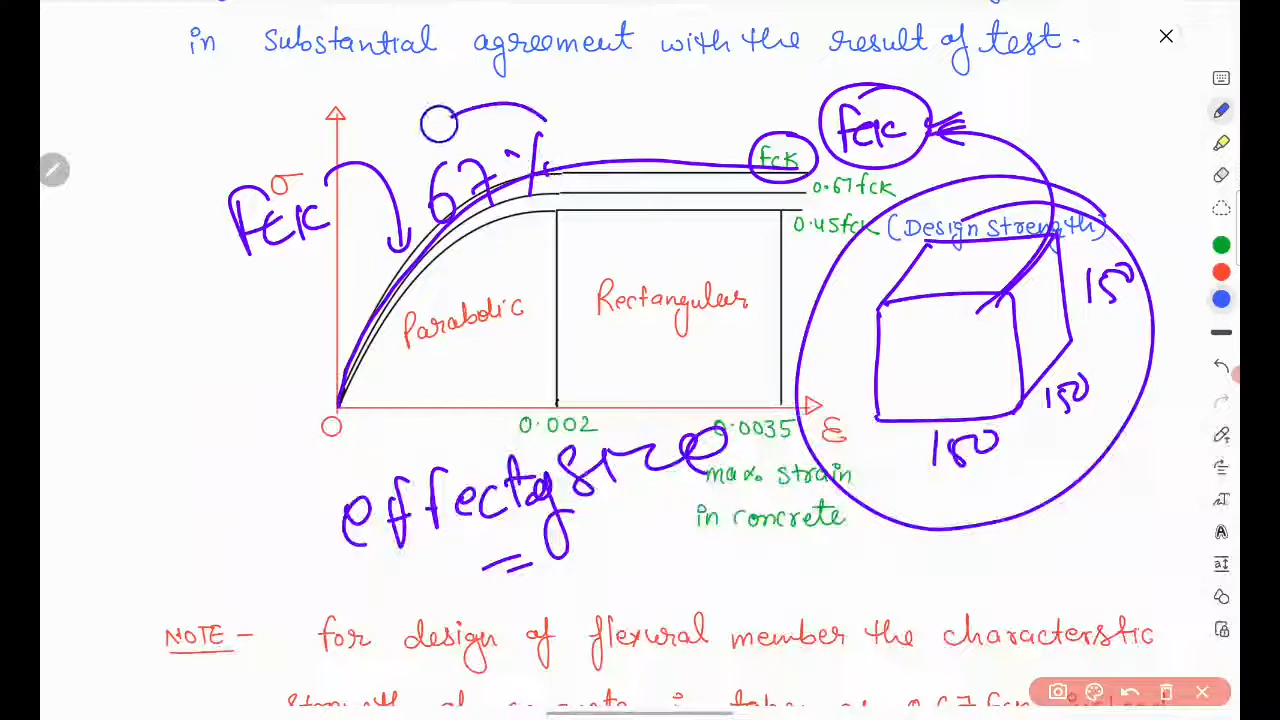 in substantial agreement with the result of test.
σ
fck
67%
fck
fck
0.67fck
0.45fck (Design strength)
Parabolic
Rectangular
150
150
150
O
0.002
0.0035
ε
max. strain
in concrete
effect of size
NOTE - for design of flexural member the characterstic